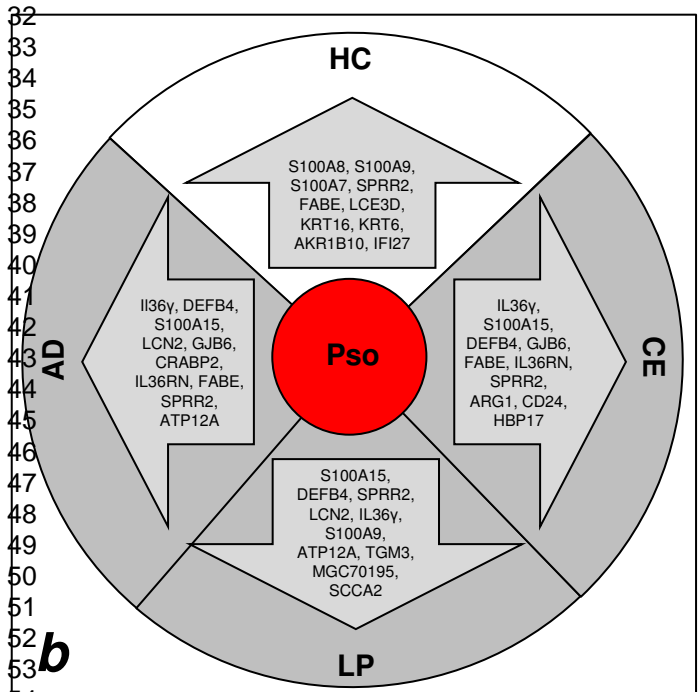 32
33
34
35
36
37
38
39
40
41
42
43
44
45
46
47
48
49
50
51
52
53
HC
S100A8, S100A9,
S100A7, SPRR2,
FABE, LCE3D,
KRT16, KRT6,
AKR1B10, IFI27
AD
Il36γ, DEFB4,
S100A15,
LCN2, GJB6,
CRABP2,
IL36RN, FABE,
SPRR2,
ATP12A
Pso
IL36γ,
S100A15,
DEFB4, GJB6,
FABE, IL36RN,
SPRR2,
ARG1, CD24,
HBP17
CE
S100A15,
DEFB4, SPRR2,
LCN2, IL36γ,
S100A9,
ATP12A, TGM3,
MGC70195,
SCCA2
LP
b